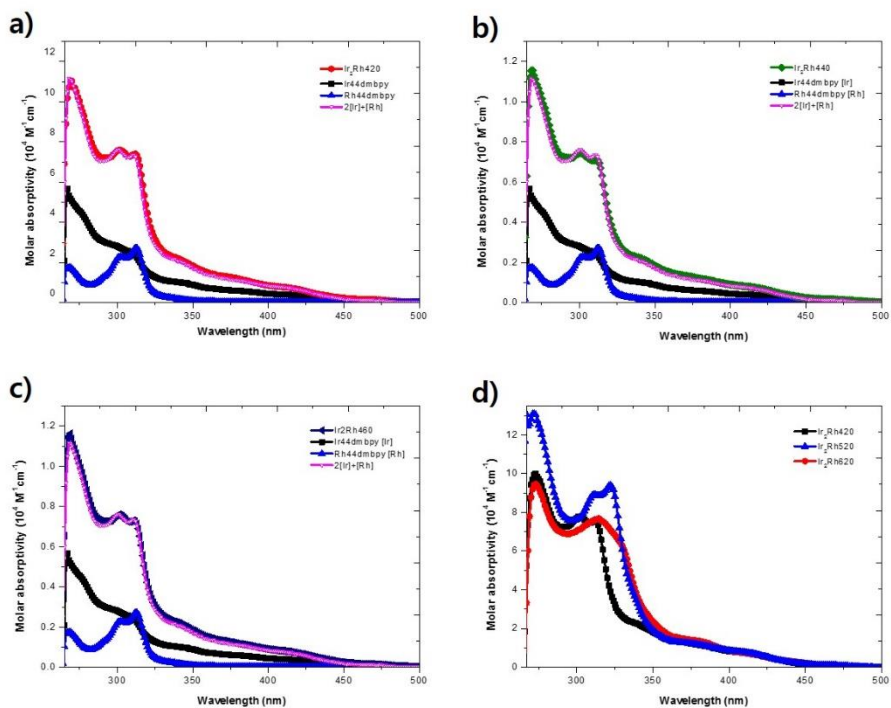 a)
Molar absorptivity (10⁴ M⁻¹ cm⁻¹)
12
10
8
6
4
2
0
300
350
400
450
500
Wavelength (nm)
Ir₂Rh420
Ir44dmbpy
Rh44dmbpy
2[Ir]+[Rh]
b)
Molar absorptivity (10⁴ M⁻¹ cm⁻¹)
1.2
1.0
0.8
0.6
0.4
0.2
0.0
300
350
400
450
500
Wavelength (nm)
Ir₂Rh440
Ir44dmbpy [Ir]
Rh44dmbpy [Rh]
2[Ir]+[Rh]
c)
Molar absorptivity (10⁴ M⁻¹ cm⁻¹)
1.2
1.0
0.8
0.6
0.4
0.2
0.0
300
350
400
450
500
Wavelength (nm)
Ir2Rh460
Ir44dmbpy [Ir]
Rh44dmbpy [Rh]
2[Ir]+[Rh]
d)
Molar absorptivity (10⁴ M⁻¹ cm⁻¹)
12
10
8
6
4
2
0
300
350
400
450
500
Wavelength (nm)
Ir₂Rh420
Ir₂Rh520
Ir₂Rh620